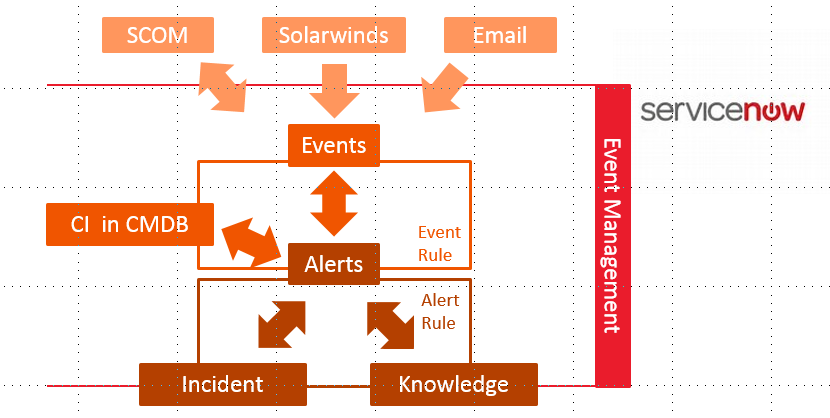 SCOM
Solarwinds
Email
servicenow
Events
Event Management
CI in CMDB
Event
Rule
Alerts
Alert
Rule
Incident
Knowledge